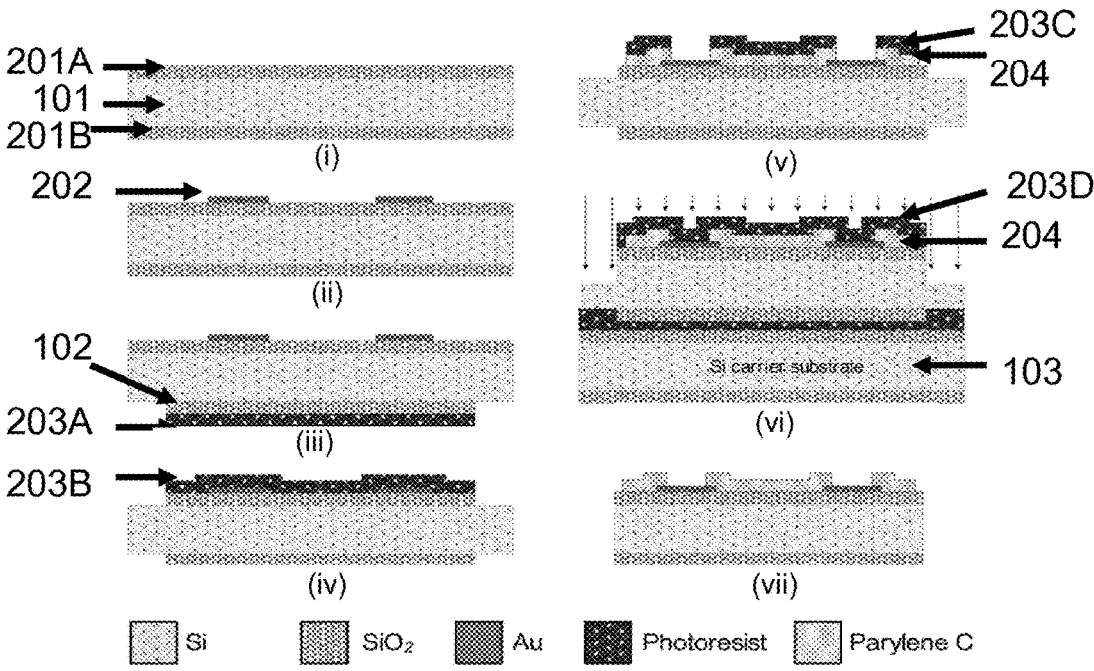 201A
101
201B
(i)
202
(ii)
102
203A
(iii)
203B
(iv)
203C
204
(v)
203D
204
Si carrier substrate
103
(vi)
(vii)
Si
SiO₂
Au
Photoresist
Parylene C